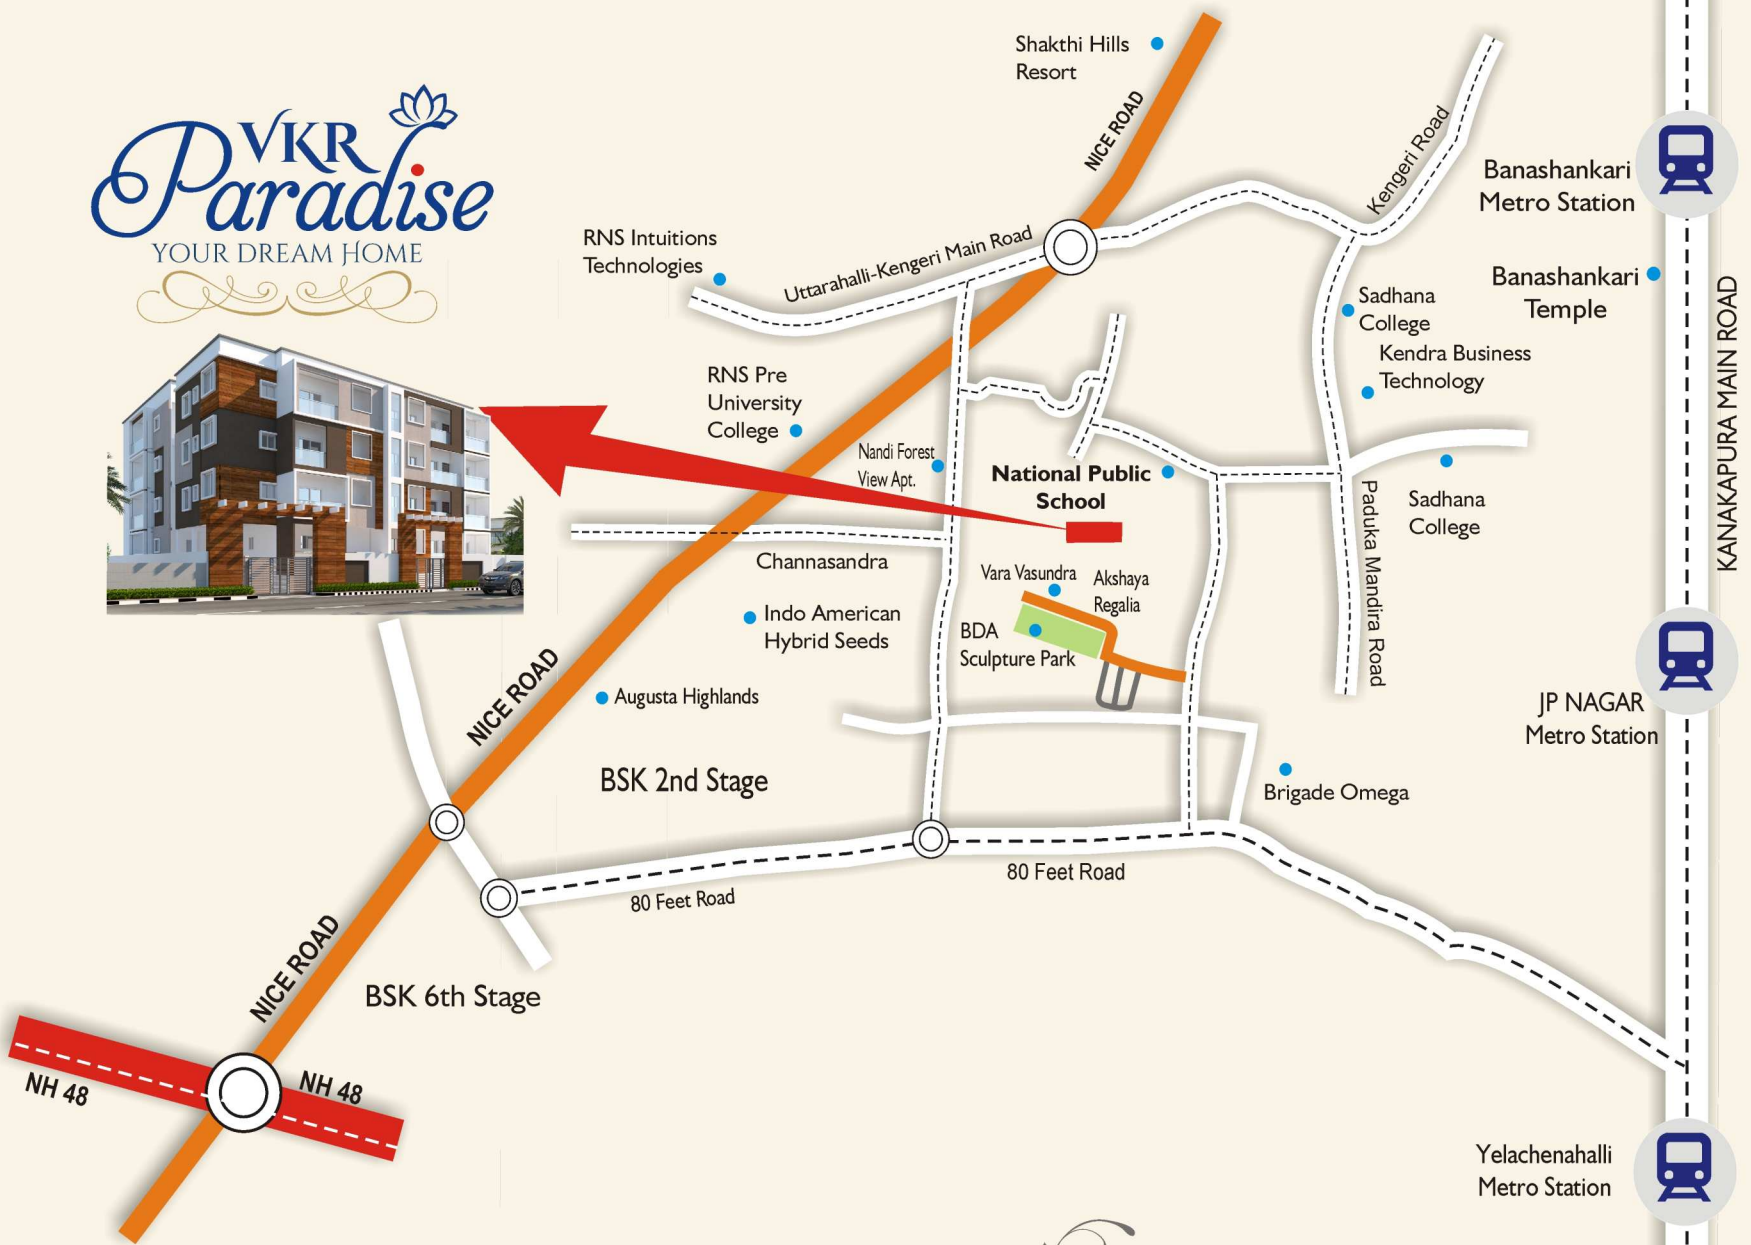 VKR
Paradise
YOUR DREAM HOME
Shakthi Hills
Resort
NICE ROAD
Kengeri Road
Banashankari
Metro Station
RNS Intuitions
Technologies
Uttarahalli-Kengeri Main Road
Banashankari
Temple
KANAKAPURA MAIN ROAD
Sadhana
College
Kendra Business
Technology
RNS Pre
University
College
Nandi Forest
View Apt.
National Public
School
Paduka Mandira Road
Sadhana
College
Channasandra
Vara Vasundra
Akshaya
Regalia
Indo American
Hybrid Seeds
BDA
Sculpture Park
NICE ROAD
Augusta Highlands
JP NAGAR
Metro Station
BSK 2nd Stage
Brigade Omega
80 Feet Road
80 Feet Road
NICE ROAD
BSK 6th Stage
NH 48
NH 48
Yelachenahalli
Metro Station